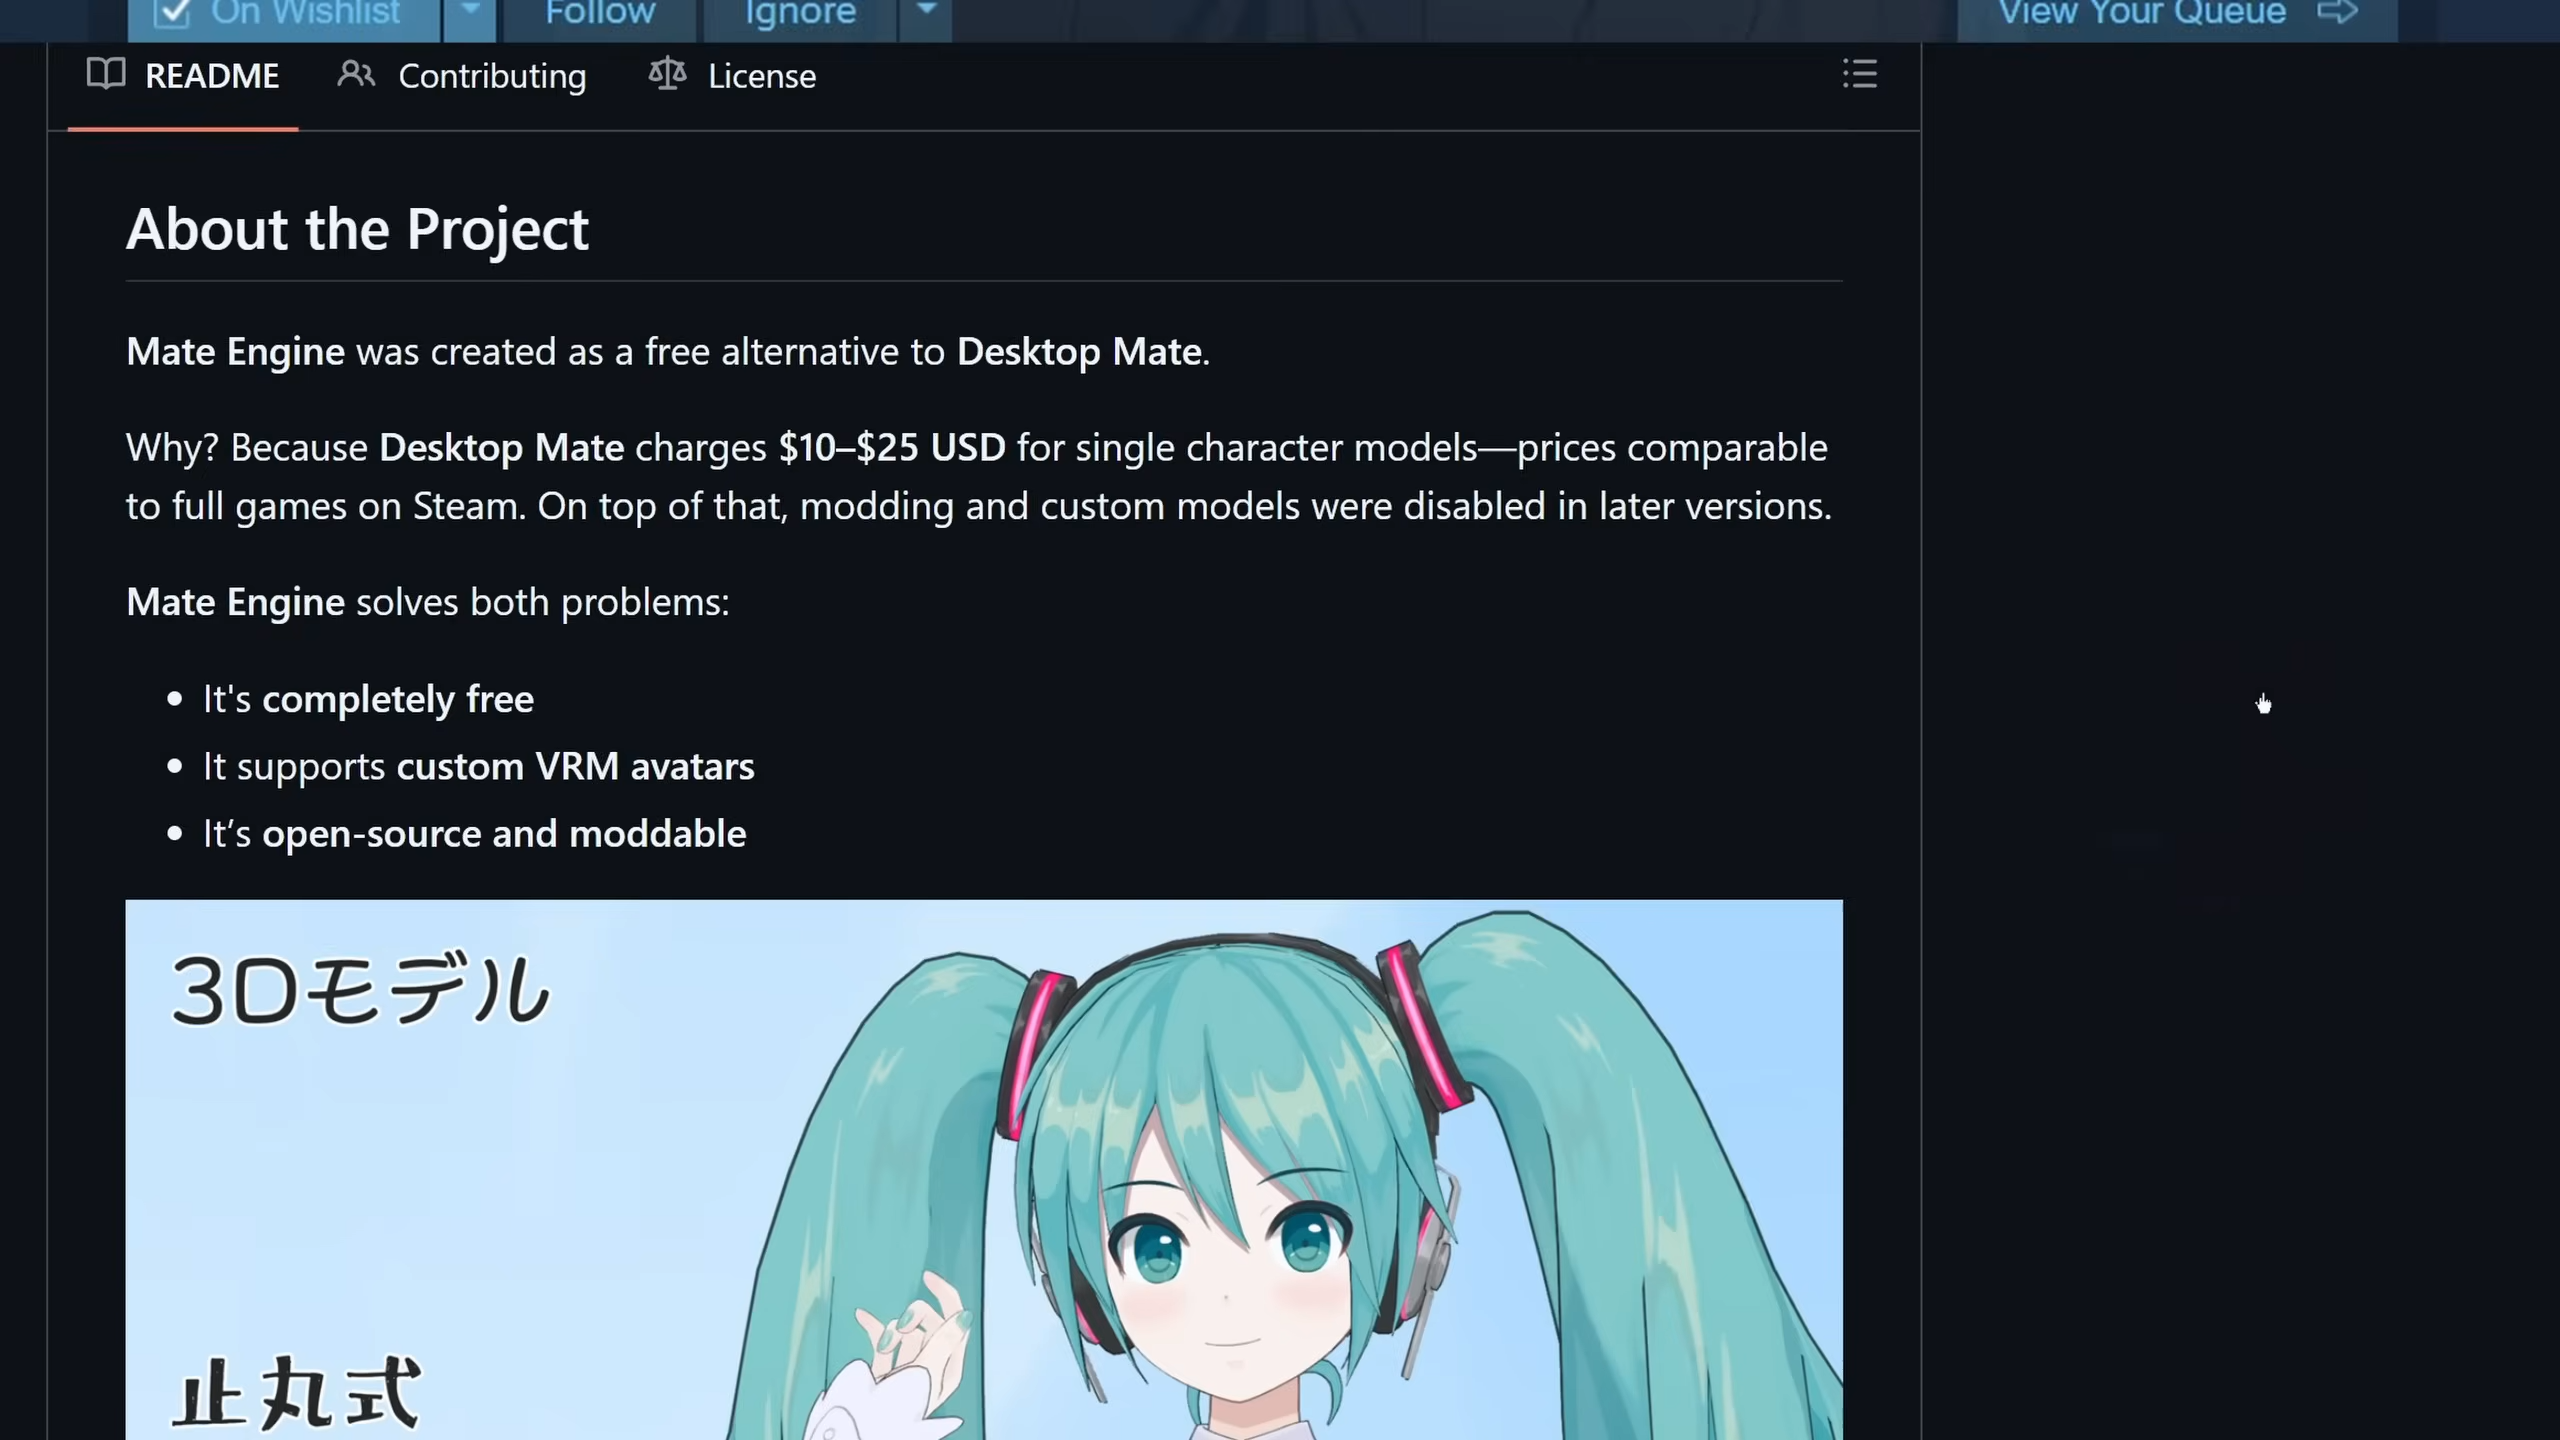 On Wishlist Follow Ignore View Your Queue
README Contributing License
About the Project
Mate Engine was created as a free alternative to Desktop Mate.
Why? Because Desktop Mate charges $10–$25 USD for single character models—prices comparable
to full games on Steam. On top of that, modding and custom models were disabled in later versions.
Mate Engine solves both problems:
It's completely free
It supports custom VRM avatars
It’s open-source and moddable
3Dモデル
止丸式